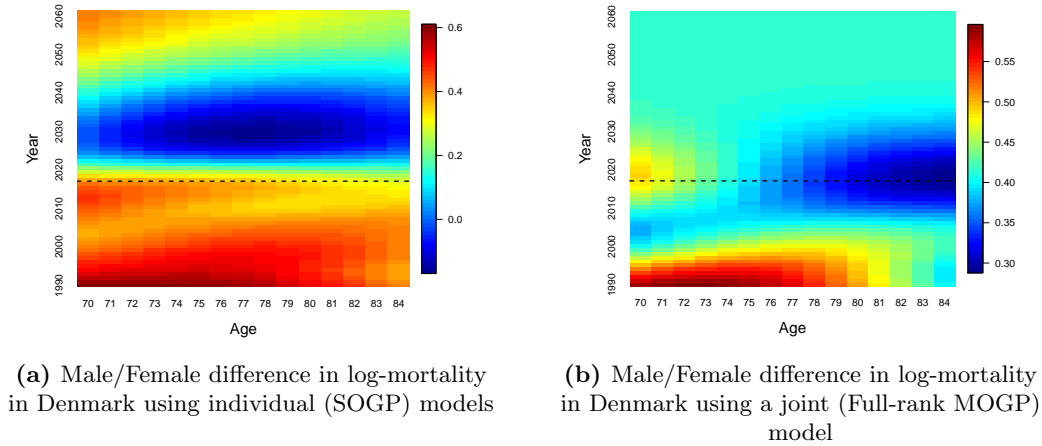 2060
2050
2040
2030
2020
2010
2000
1990
Year
70 71 72 73 74 75 76 77 78 79 80 81 82 83 84
Age
0.6
0.4
0.2
0.0
(a) Male/Female difference in log-mortality
in Denmark using individual (SOGP) models
2060
2050
2040
2030
2020
2010
2000
1990
Year
70 71 72 73 74 75 76 77 78 79 80 81 82 83 84
Age
0.55
0.50
0.45
0.40
0.35
0.30
(b) Male/Female difference in log-mortality
in Denmark using a joint (Full-rank MOGP)
model